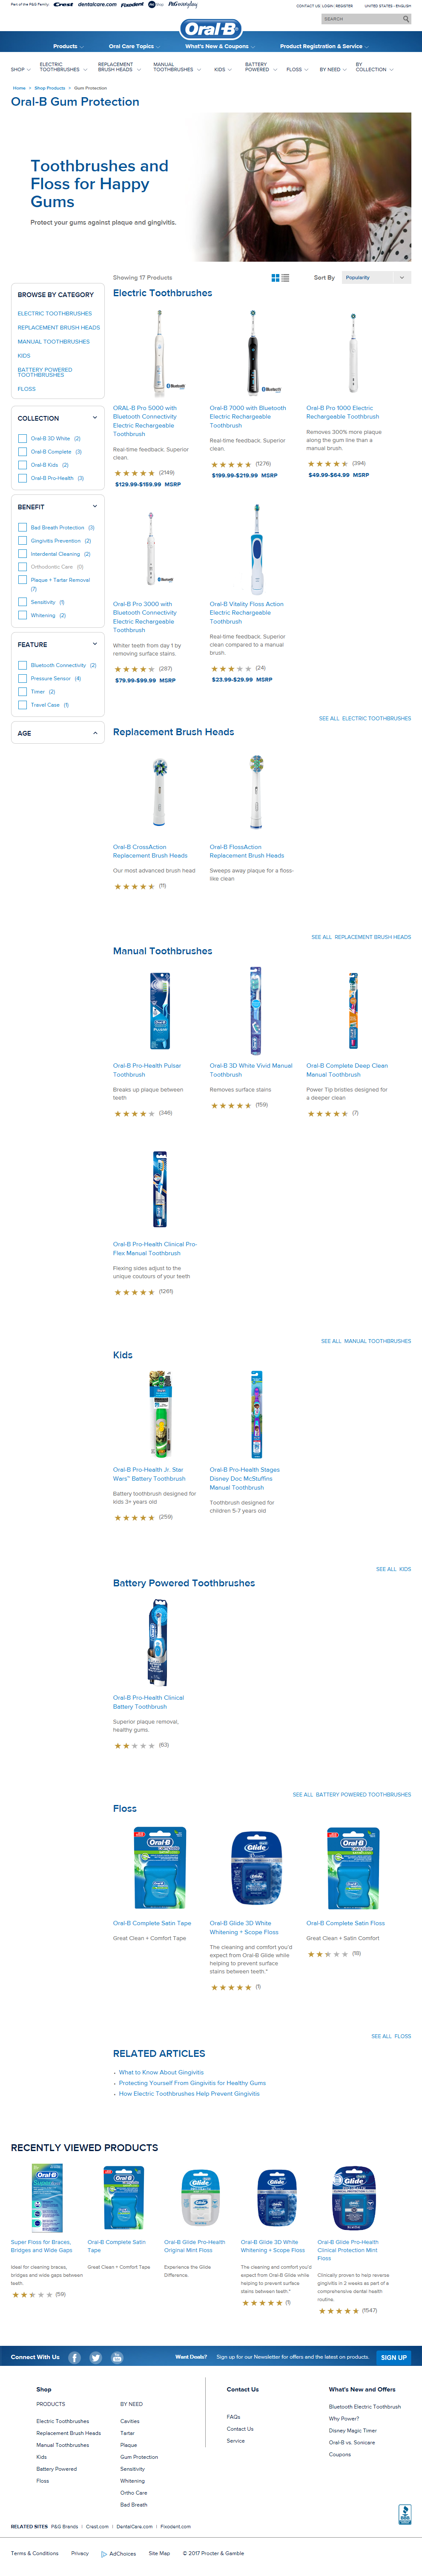 Part of the P&G Family
Crest
dentalcare.com
Fixodent
P&Geveryday
CONTACT US LOGIN | REGISTER
UNITED STATES - ENGLISH
SEARCH
Oral-B
Products
Oral Care Topics
What's New & Coupons
Product Registration & Service
SHOP
ELECTRIC TOOTHBRUSHES
REPLACEMENT BRUSH HEADS
MANUAL TOOTHBRUSHES
KIDS
BATTERY POWERED
FLOSS
BY NEED
BY COLLECTION
Home > Shop Products > Gum Protection
Oral-B Gum Protection
Toothbrushes and
Floss for Happy
Gums
Protect your gums against plaque and gingivitis.
Showing 17 Products
Sort By
Popularity
BROWSE BY CATEGORY
ELECTRIC TOOTHBRUSHES
REPLACEMENT BRUSH HEADS
MANUAL TOOTHBRUSHES
KIDS
BATTERY POWERED
TOOTHBRUSHES
FLOSS
COLLECTION
Oral-B 3D White (2)
Oral-B Complete (3)
Oral-B Kids (2)
Oral-B Pro-Health (3)
BENEFIT
Bad Breath Protection (3)
Gingivitis Prevention (2)
Interdental Cleaning (2)
Orthodontic Care (0)
Plaque + Tartar Removal
(7)
Sensitivity (1)
Whitening (3)
FEATURE
Bluetooth Connectivity (2)
Pressure Sensor (4)
Timer (2)
Travel Case (1)
AGE
Electric Toothbrushes
Bluetooth
ORAL-B Pro 5000 with
Bluetooth Connectivity
Electric Rechargeable
Toothbrush
Real-time feedback. Superior
clean.
(2149)
$129.99-$159.99 MSRP
Bluetooth
Oral-B 7000 with Bluetooth
Electric Rechargeable
Toothbrush
Real-time feedback. Superior
clean.
(1276)
$199.99-$219.99 MSRP
Oral-B Pro 1000 Electric
Rechargeable Toothbrush
Removes 300% more plaque
along the gum line than a
manual brush.
(394)
$49.99-$64.99 MSRP
Bluetooth
Oral-B Pro 3000 with
Bluetooth Connectivity
Electric Rechargeable
Toothbrush
Whiter teeth from day 1 by
removing surface stains.
(287)
$79.99-$99.99 MSRP
Oral-B Vitality Floss Action
Electric Rechargeable
Toothbrush
Real-time feedback. Superior
clean compared to a manual
brush.
(24)
$23.99-$29.99 MSRP
SEE ALL ELECTRIC TOOTHBRUSHES
Replacement Brush Heads
Oral-B CrossAction
Replacement Brush Heads
Our most advanced brush head
(11)
Oral-B FlossAction
Replacement Brush Heads
Sweeps away plaque for a floss-
like clean
SEE ALL REPLACEMENT BRUSH HEADS
Manual Toothbrushes
Oral-B Pro-Health Pulsar
Toothbrush
Breaks up plaque between
teeth
(346)
Oral-B 3D White Vivid Manual
Toothbrush
Removes surface stains
(159)
Oral-B Complete Deep Clean
Manual Toothbrush
Power Tip bristles designed for
a deeper clean
(7)
Oral-B Pro-Health Clinical Pro-
Flex Manual Toothbrush
Flexing sides adjust to the
unique contours of your teeth
(1261)
SEE ALL MANUAL TOOTHBRUSHES
Kids
Oral-B Pro-Health Jr. Star
Wars™ Battery Toothbrush
Battery toothbrush designed for
kids 3+ years old
(259)
Oral-B Pro-Health Stages
Disney Doc McStuffins
Manual Toothbrush
Toothbrush designed for
children 5-7 years old
SEE ALL KIDS
Battery Powered Toothbrushes
Oral-B Pro-Health Clinical
Battery Toothbrush
Superior plaque removal,
healthy gums.
(63)
SEE ALL BATTERY POWERED TOOTHBRUSHES
Floss
Oral-B
Oral-B Complete Satin Tape
Great Clean + Comfort Tape
Glide
Oral-B Glide 3D White
Whitening + Scope Floss
The cleaning and comfort you'd
expect from Oral-B Glide while
helping to prevent surface
stains between teeth."
(1)
Oral-B
Oral-B Complete Satin Floss
Great Clean + Satin Comfort
(18)
SEE ALL FLOSS
RELATED ARTICLES
What to Know About Gingivitis
Protecting Yourself From Gingivitis for Healthy Gums
How Electric Toothbrushes Help Prevent Gingivitis
RECENTLY VIEWED PRODUCTS
Oral-B
Super Floss for Braces,
Bridges and Wide Gaps
Ideal for cleaning braces,
bridges and wide gaps between
teeth.
(59)
Oral-B
Oral-B Complete Satin
Tape
Great Clean + Comfort Tape
Glide
Oral-B Glide Pro-Health
Original Mint Floss
Experience the Glide
Difference.
Glide
Oral-B Glide 3D White
Whitening + Scope Floss
The cleaning and comfort you'd
expect from Oral-B Glide while
helping to prevent surface
stains between teeth."
(1)
Glide
Oral-B Glide Pro-Health
Clinical Protection Mint
Floss
Clinically proven to help reverse
gingivitis in 2 weeks as part of a
comprehensive dental health
routine.
(1547)
Connect With Us
Want Deals?
Sign up for our Newsletter for offers and the latest on products.
SIGN UP
Shop
PRODUCTS
Electric Toothbrushes
Replacement Brush Heads
Manual Toothbrushes
Kids
Battery Powered
Floss
BY NEED
Cavities
Tartar
Plaque
Gum Protection
Sensitivity
Whitening
Ortho Care
Bad Breath
Contact Us
FAQs
Contact Us
Service
What's New and Offers
Bluetooth Electric Toothbrush
Why Power?
Disney Magic Timer
Oral-B vs. Sonicare
Coupons
BBB
RELATED SITES P&G Brands | Crest.com | DentalCare.com | Fixodent.com
Terms & Conditions
Privacy
AdChoices
Site Map
© 2017 Procter & Gamble